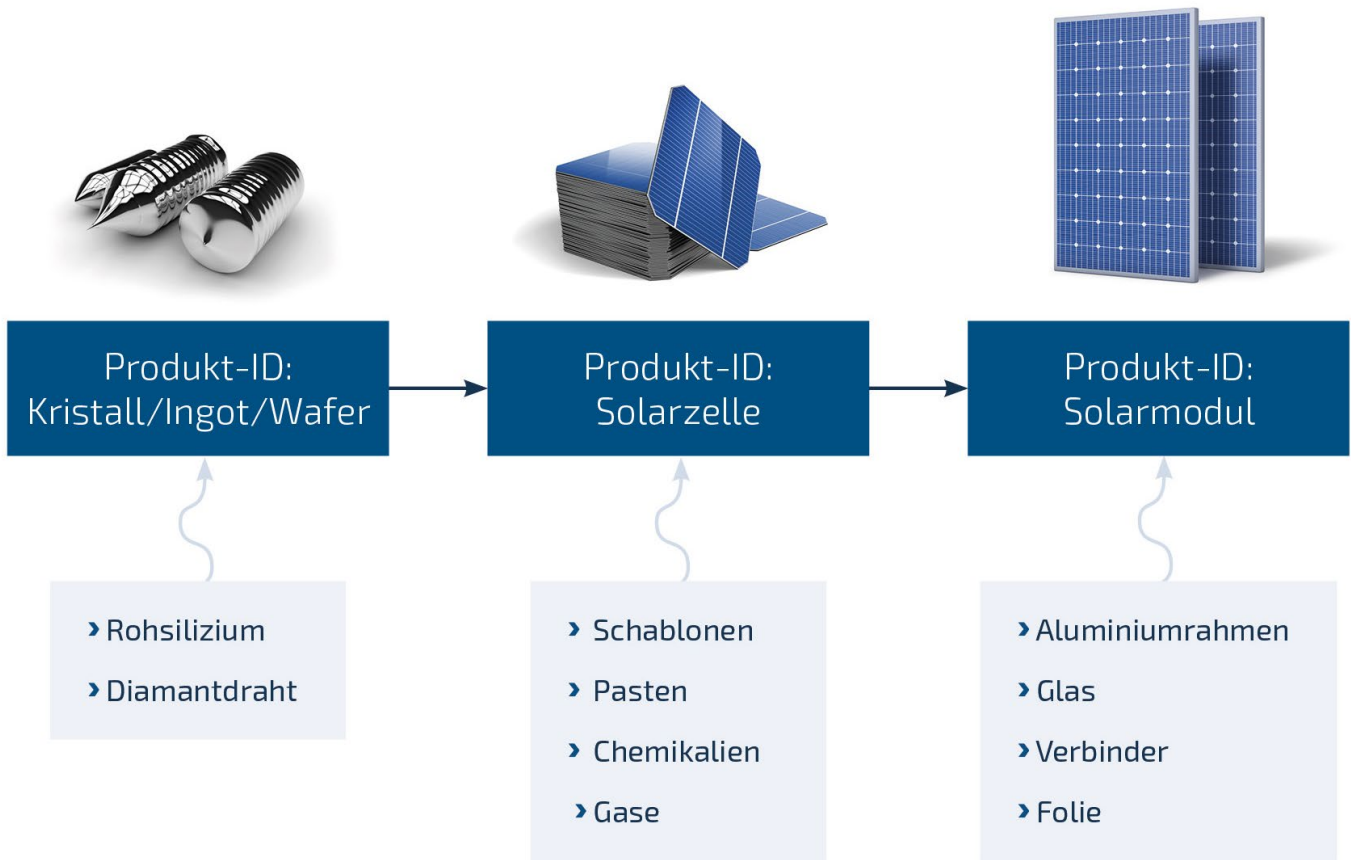 Produkt-ID:
Kristall/Ingot/Wafer
Produkt-ID:
Solarzelle
Produkt-ID:
Solarmodul
› Rohsilizium
› Diamantdraht
› Schablonen
› Pasten
› Chemikalien
› Gase
› Aluminiumrahmen
› Glas
› Verbinder
› Folie